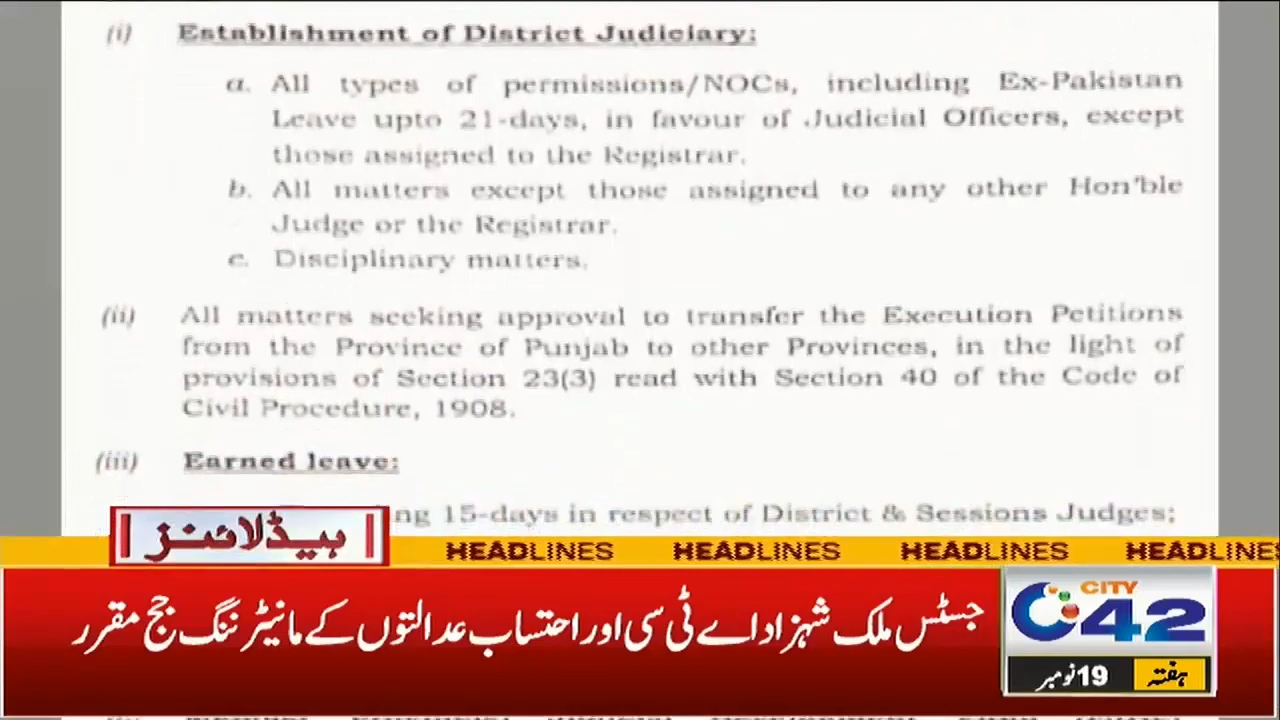 (i) Establishment of District Judiciary:
a. All types of permissions/NOCs, including Ex-Pakistan
Leave upto 21-days, in favour of Judicial Officers, except
those assigned to the Registrar.
b. All matters except those assigned to any other Hon'ble
Judge or the Registrar.
c. Disciplinary matters.
(ii) All matters seeking approval to transfer the Execution Petitions
from the Province of Punjab to other Provinces, in the light of
provisions of Section 23(3) read with Section 40 of the Code of
Civil Procedure, 1908.
(iii) Earned leave:
ng 15-days in respect of District & Sessions Judges;
ہیڈلائنز
HEADLINES HEADLINES HEADLINES HEADLINES
جسٹس ملک شہزاد اے ٹی سی اور احتساب عدالتوں کے مانیٹرننگ جج مقرر
CITY
42
ہفتہ 19 نومبر